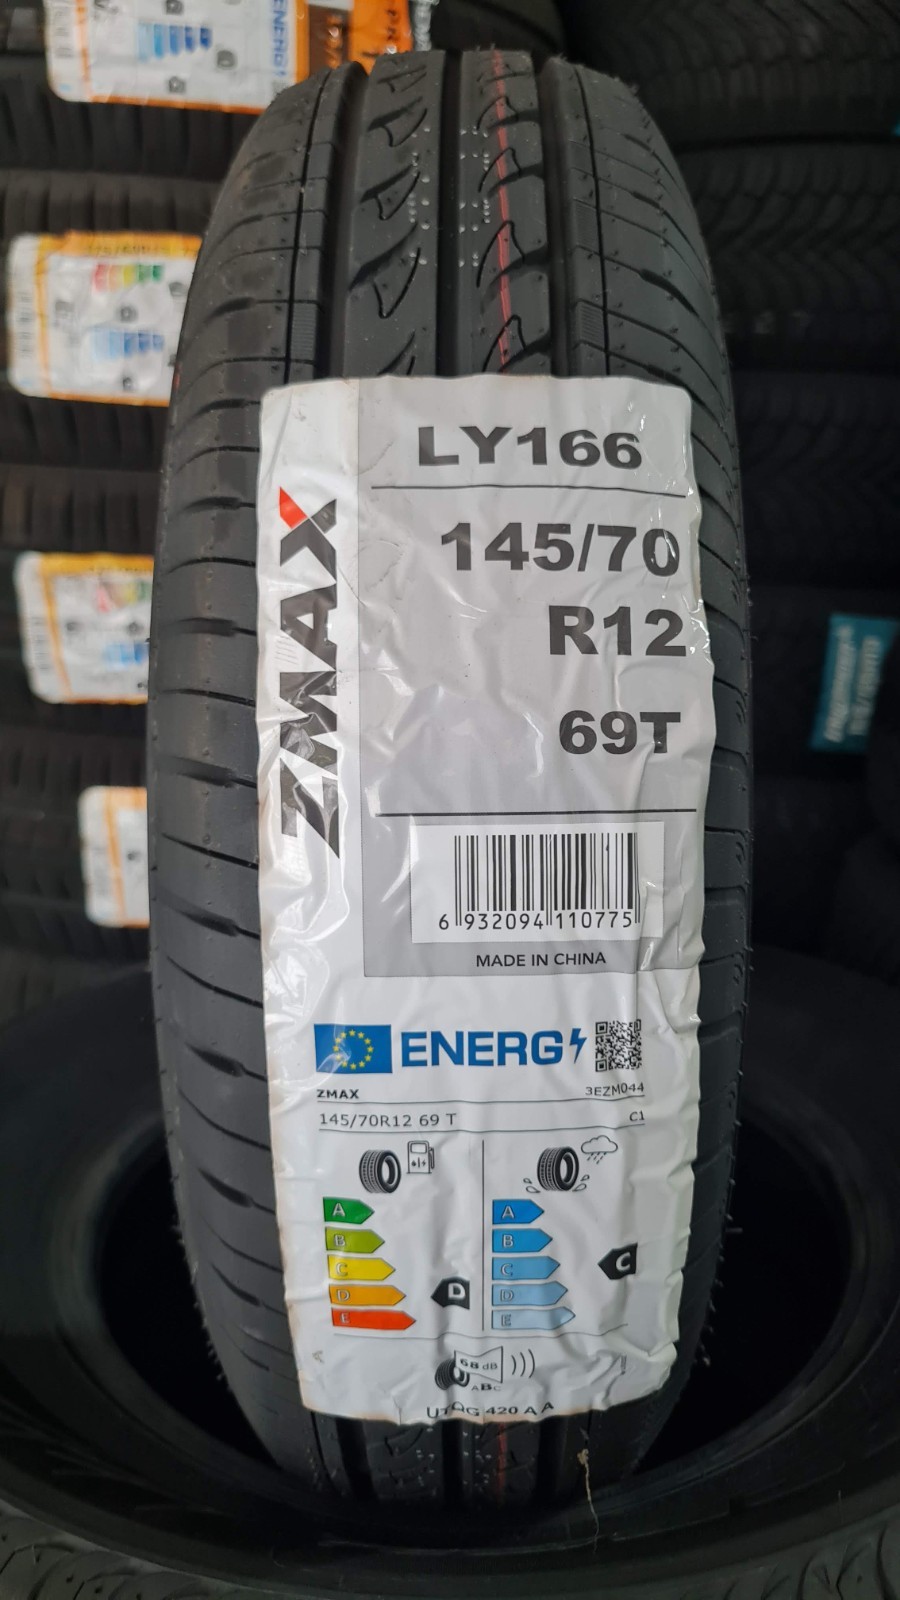 LY166
ZMAX
145/70
R12
69T
6 932094 110775
MADE IN CHINA
ENERG
ZMAX
3EZM044
145/70R12 69 T
C1
A
B
C
D
E
D
A
B
C
D
E
C
68 dB
ABC
UTQG 420 A A
ENERG